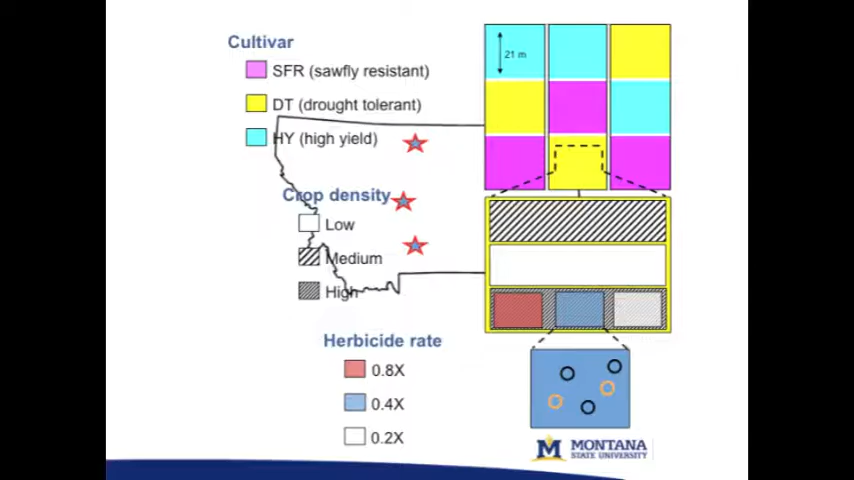 Cultivar
SFR (sawfly resistant)
DT (drought tolerant)
HY (high yield)
Crop density
Low
Medium
High
Herbicide rate
0.8X
0.4X
0.2X
21 m
M MONTANA
STATE UNIVERSITY